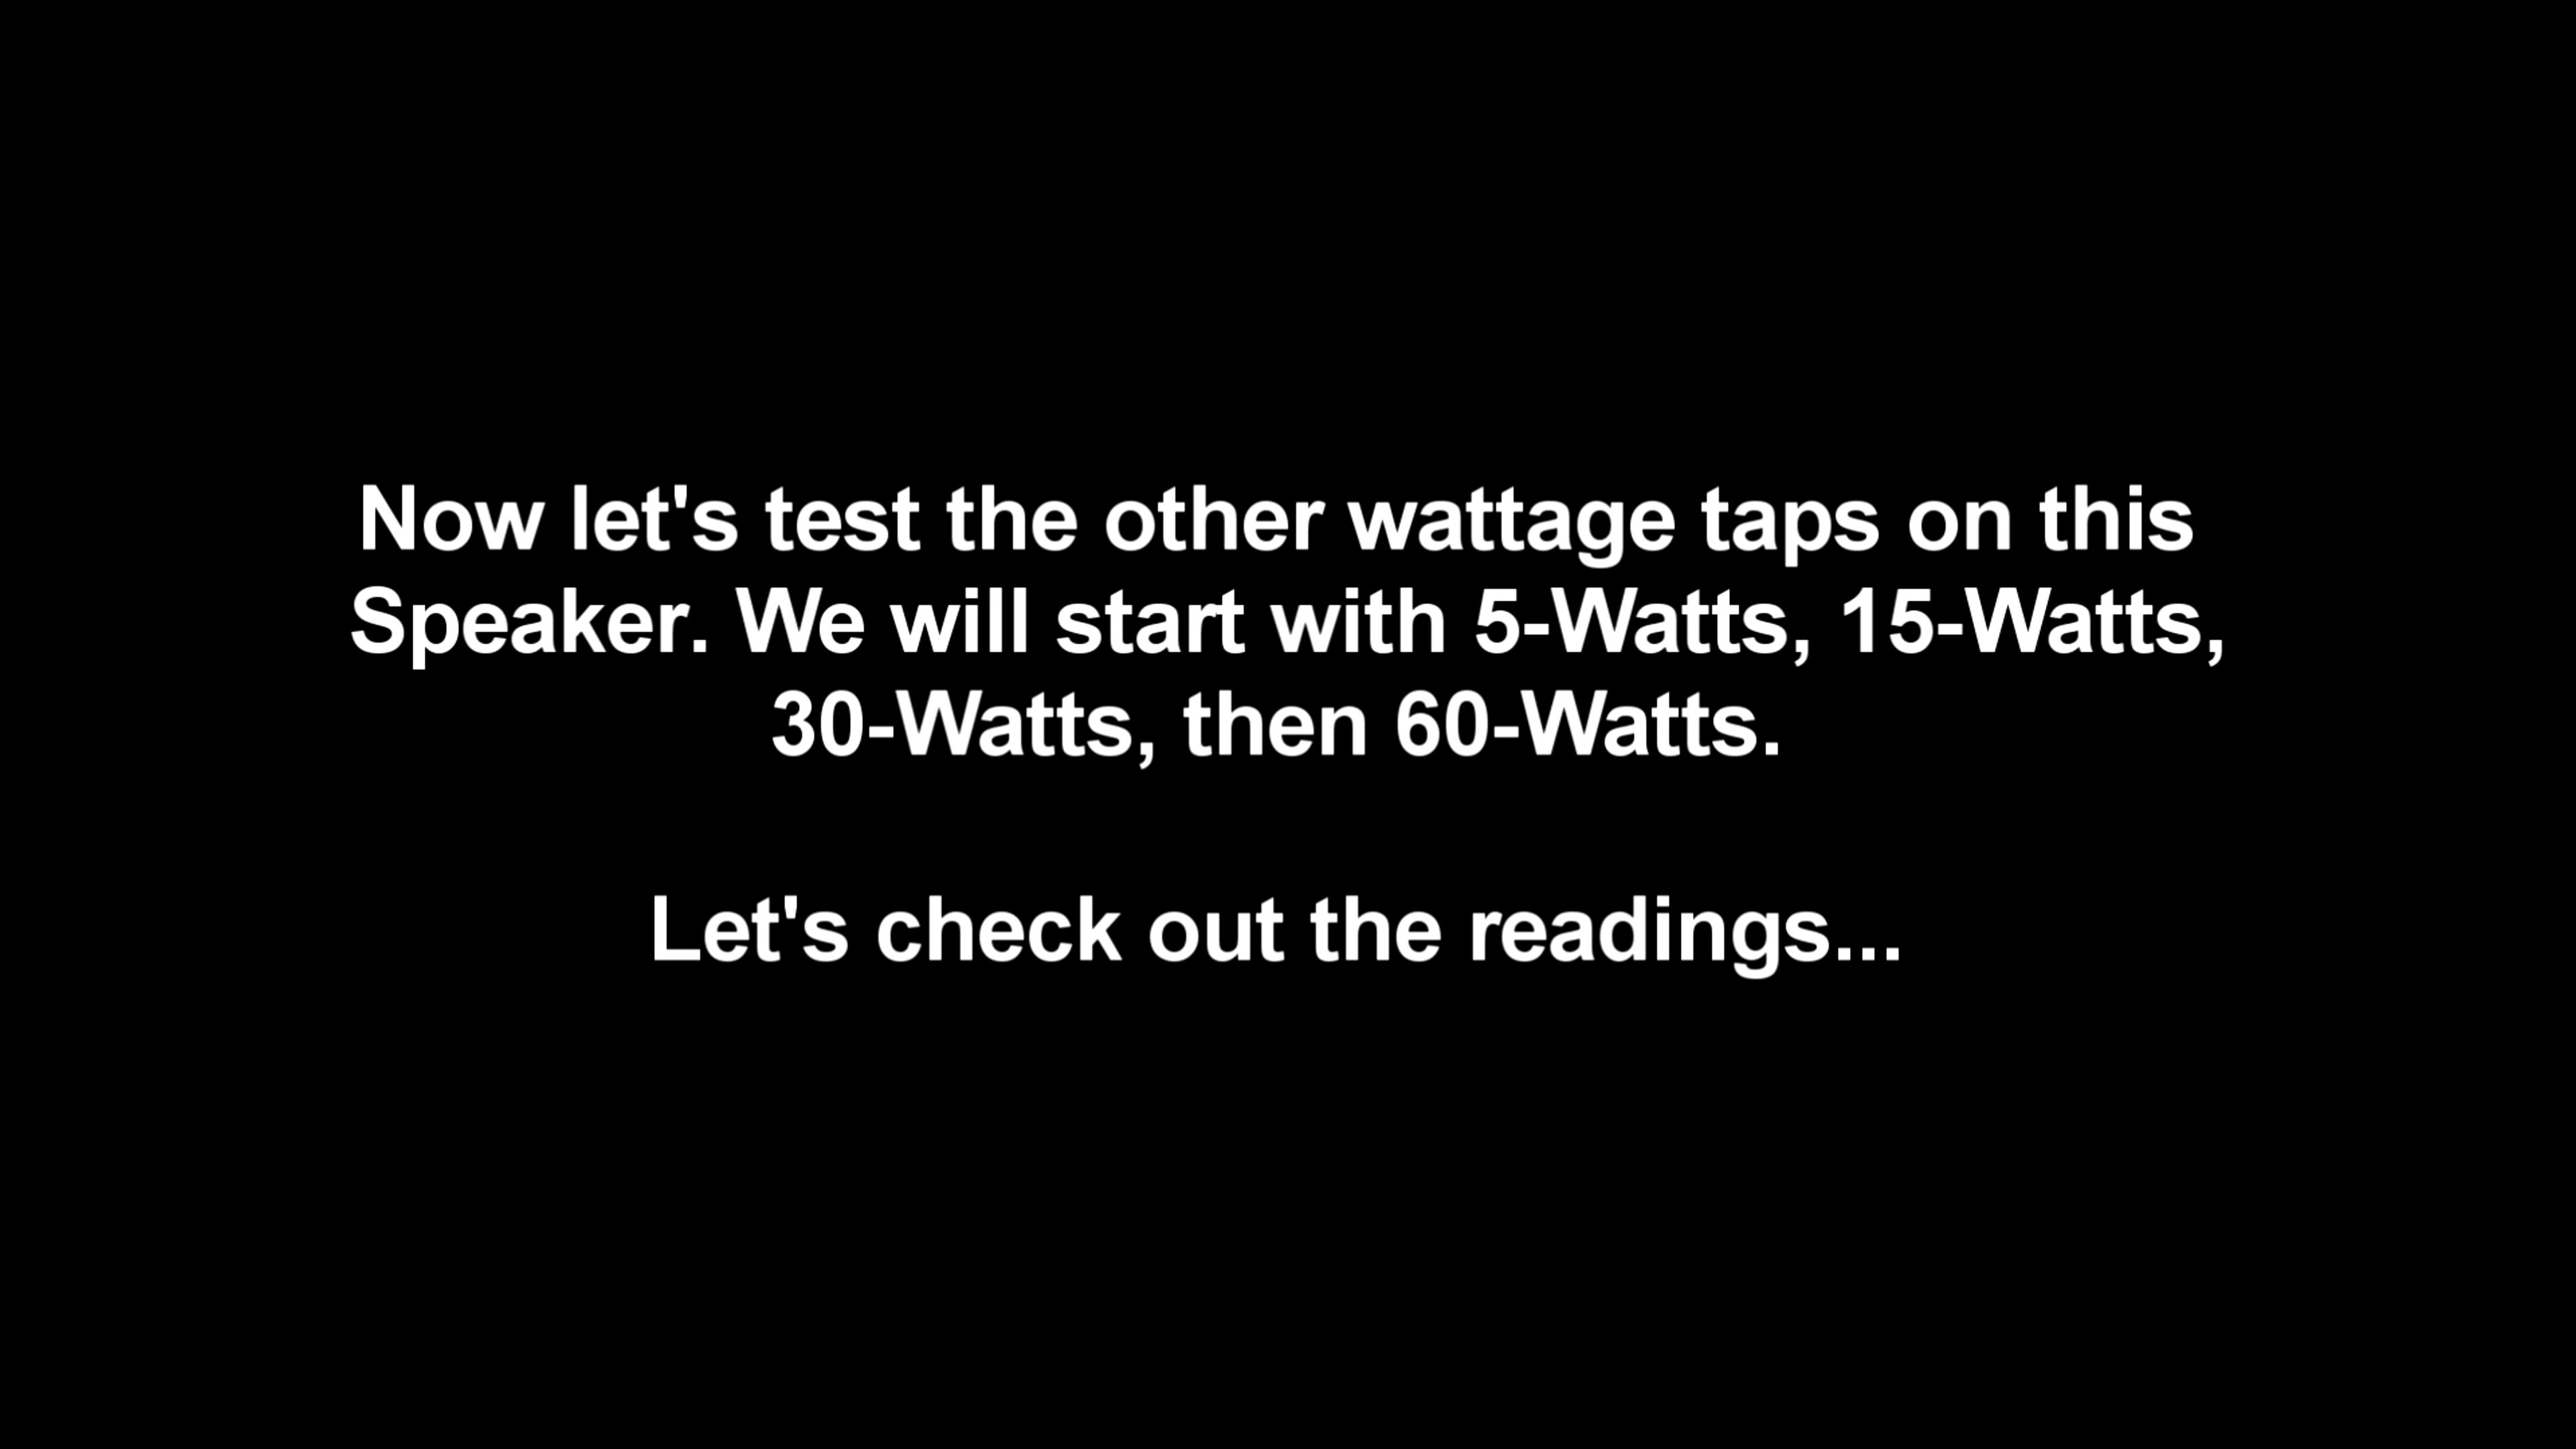 Now let's test the other wattage taps on this
Speaker. We will start with 5-Watts, 15-Watts,
30-Watts, then 60-Watts.
Let's check out the readings...